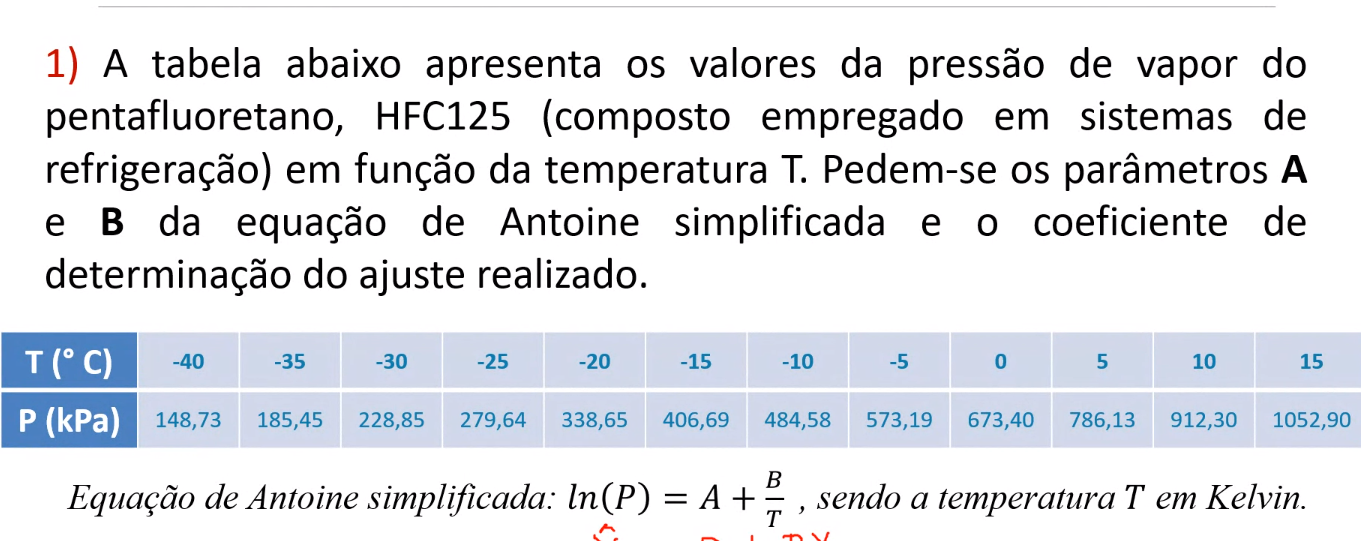 1) A tabela abaixo apresenta os valores da pressão de vapor do
pentafluoretano, HFC125 (composto empregado em sistemas de
refrigeração) em função da temperatura T. Pedem-se os parâmetros A
e B da equação de Antoine simplificada e o coeficiente de
determinação do ajuste realizado.
T (° C) -40 -35 -30 -25 -20 -15 -10 -5 0 5 10 15
P (kPa) 148,73 185,45 228,85 279,64 338,65 406,69 484,58 573,19 673,40 786,13 912,30 1052,90
Equação de Antoine simplificada: ln(P) = A + B/T , sendo a temperatura T em Kelvin.